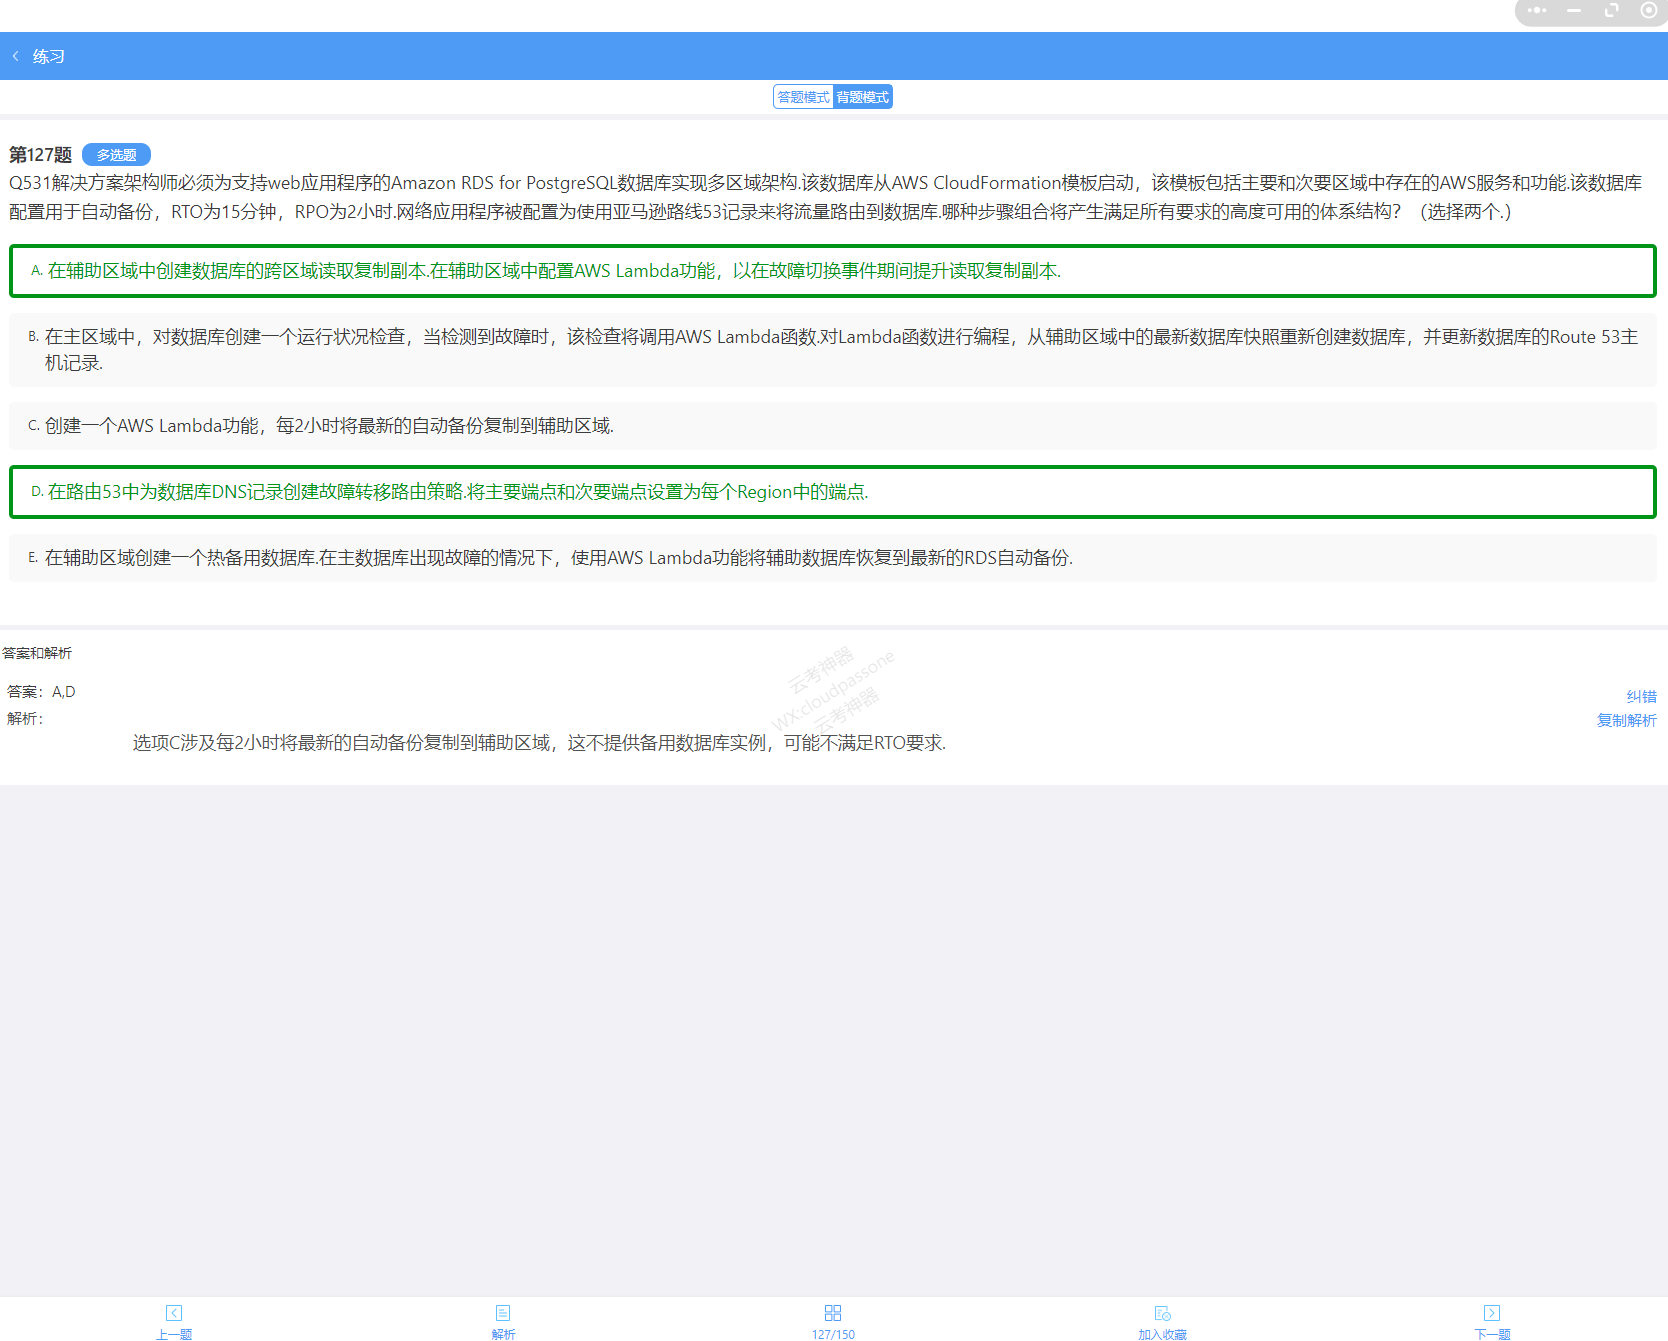 练习
答题模式 背题模式
第127题 多选题
Q531解决方案架构师必须为支持web应用程序的Amazon RDS for PostgreSQL数据库实现多区域架构.该数据库从AWS CloudFormation模板启动，该模板包括主要和次要区域中存在的AWS服务和功能.该数据库
配置用于自动备份，RTO为15分钟，RPO为2小时.网络应用程序被配置为使用亚马逊路线53记录来将流量路由到数据库.哪种步骤组合将产生满足所有要求的高度可用的体系结构？（选择两个.）
A. 在辅助区域中创建数据库的跨区域读取复制副本.在辅助区域中配置AWS Lambda功能，以在故障切换事件期间提升读取复制副本.
B. 在主区域中，对数据库创建一个运行状况检查，当检测到故障时，该检查将调用AWS Lambda函数.对Lambda函数进行编程，从辅助区域中的最新数据库快照重新创建数据库，并更新数据库的Route 53主
机记录.
C. 创建一个AWS Lambda功能，每2小时将最新的自动备份复制到辅助区域.
D. 在路由53中为数据库DNS记录创建故障转移路由策略.将主要端点和次要端点设置为每个Region中的端点.
E. 在辅助区域创建一个热备用数据库.在主数据库出现故障的情况下，使用AWS Lambda功能将辅助数据库恢复到最新的RDS自动备份.
答案和解析
云考神器
WX:cloudpassone
云考神器
答案：A,D
纠错
解析：
复制解析
选项C涉及每2小时将最新的自动备份复制到辅助区域，这不提供备用数据库实例，可能不满足RTO要求.
上一题 解析 127/150 加入收藏 下一题